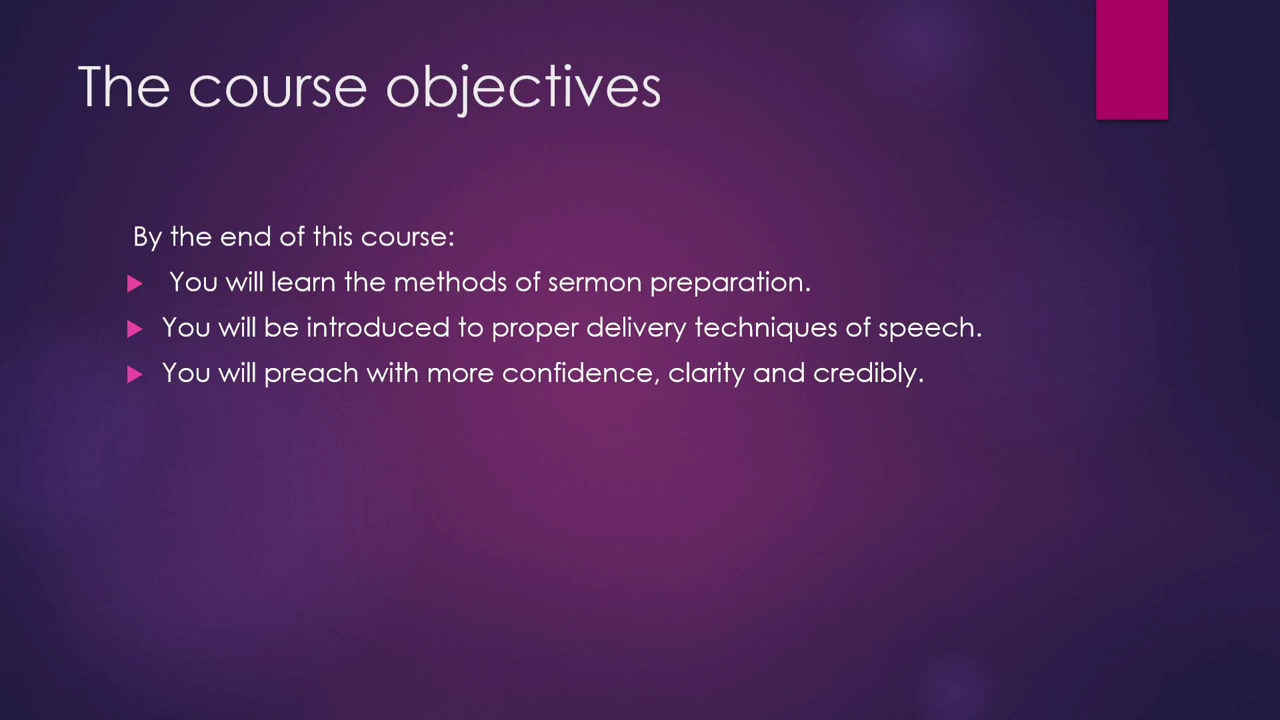 The course objectives
By the end of this course:
You will learn the methods of sermon preparation.
You will be introduced to proper delivery techniques of speech.
You will preach with more confidence, clarity and credibly.